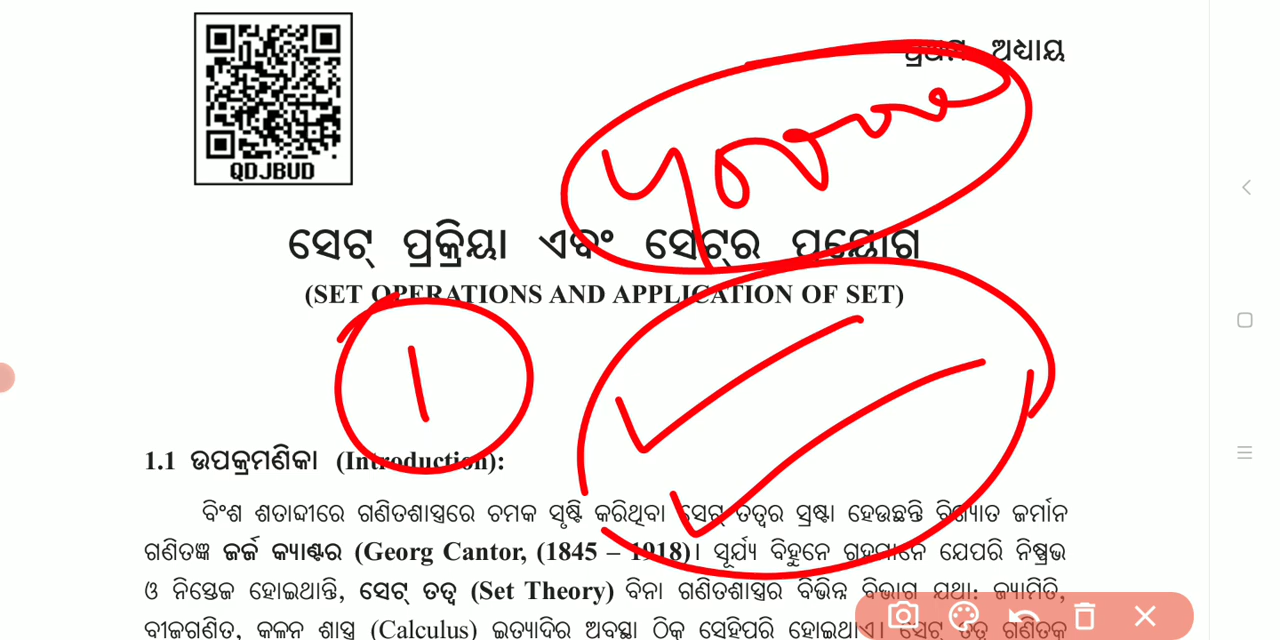 QDJBUD
ପ୍ରଥମ ଅଧ୍ୟାୟ
ସେଟ୍ ପ୍ରକ୍ରିୟା ଏବଂ ସେଟ୍‌ର ପ୍ରୟୋଗ
(SET OPERATIONS AND APPLICATION OF SET)
1
1.1 ଉପକ୍ରମଣିକା (Introduction):
ବିଂଶ ଶତାବ୍ଦୀରେ ଗଣିତଶାସ୍ତ୍ରରେ ଚମକ ସୃଷ୍ଟି କରିଥିବା ସେଟ୍ ତତ୍ତ୍ୱର ସ୍ରଷ୍ଟା ହେଉଛନ୍ତି ବିଖ୍ୟାତ ଜର୍ମାନ
ଗଣିତଜ୍ଞ ଜର୍ଜ କ୍ୟାଣ୍ଟର (Georg Cantor, (1845 – 1918)। ସୂର୍ଯ୍ୟ ବିହୁନେ ଗ୍ରହମାନେ ଯେପରି ନିଷ୍ପ୍ରଭ
ଓ ନିସ୍ତେଜ ହୋଇଥାନ୍ତି, ସେଟ୍ ତତ୍ତ୍ୱ (Set Theory) ବିନା ଗଣିତଶାସ୍ତ୍ରର ବିଭିନ୍ନ ବିଭାଗ ଯଥା: ଜ୍ୟାମିତି,
ବୀଜଗଣିତ, କଳନ ଶାସ୍ତ୍ର (Calculus) ଇତ୍ୟାଦିର ଅବସ୍ଥା ଠିକ୍ ସେହିପରି ହୋଇଥାଏ। ସେଟ୍ ତତ୍ତ୍ୱ ଗଣିତକୁ